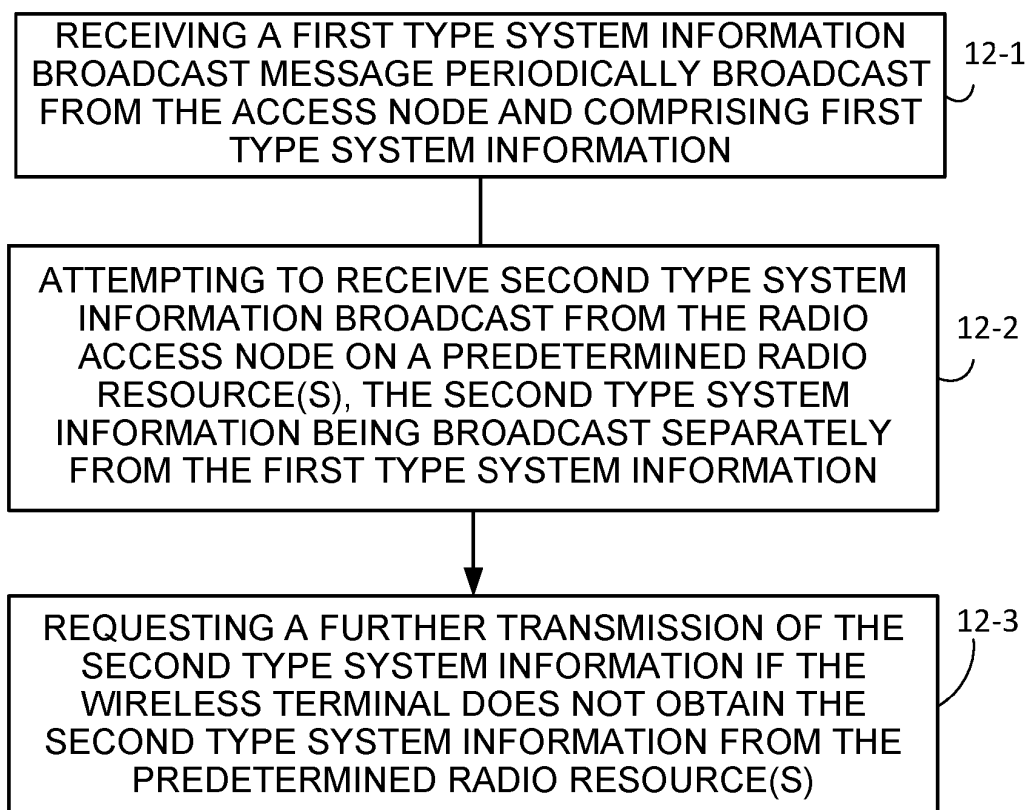 RECEIVING A FIRST TYPE SYSTEM INFORMATION
BROADCAST MESSAGE PERIODICALLY BROADCAST
FROM THE ACCESS NODE AND COMPRISING FIRST
TYPE SYSTEM INFORMATION
12-1
ATTEMPTING TO RECEIVE SECOND TYPE SYSTEM
INFORMATION BROADCAST FROM THE RADIO
ACCESS NODE ON A PREDETERMINED RADIO
RESOURCE(S), THE SECOND TYPE SYSTEM
INFORMATION BEING BROADCAST SEPARATELY
FROM THE FIRST TYPE SYSTEM INFORMATION
12-2
REQUESTING A FURTHER TRANSMISSION OF THE
SECOND TYPE SYSTEM INFORMATION IF THE
WIRELESS TERMINAL DOES NOT OBTAIN THE
SECOND TYPE SYSTEM INFORMATION FROM THE
PREDETERMINED RADIO RESOURCE(S)
12-3